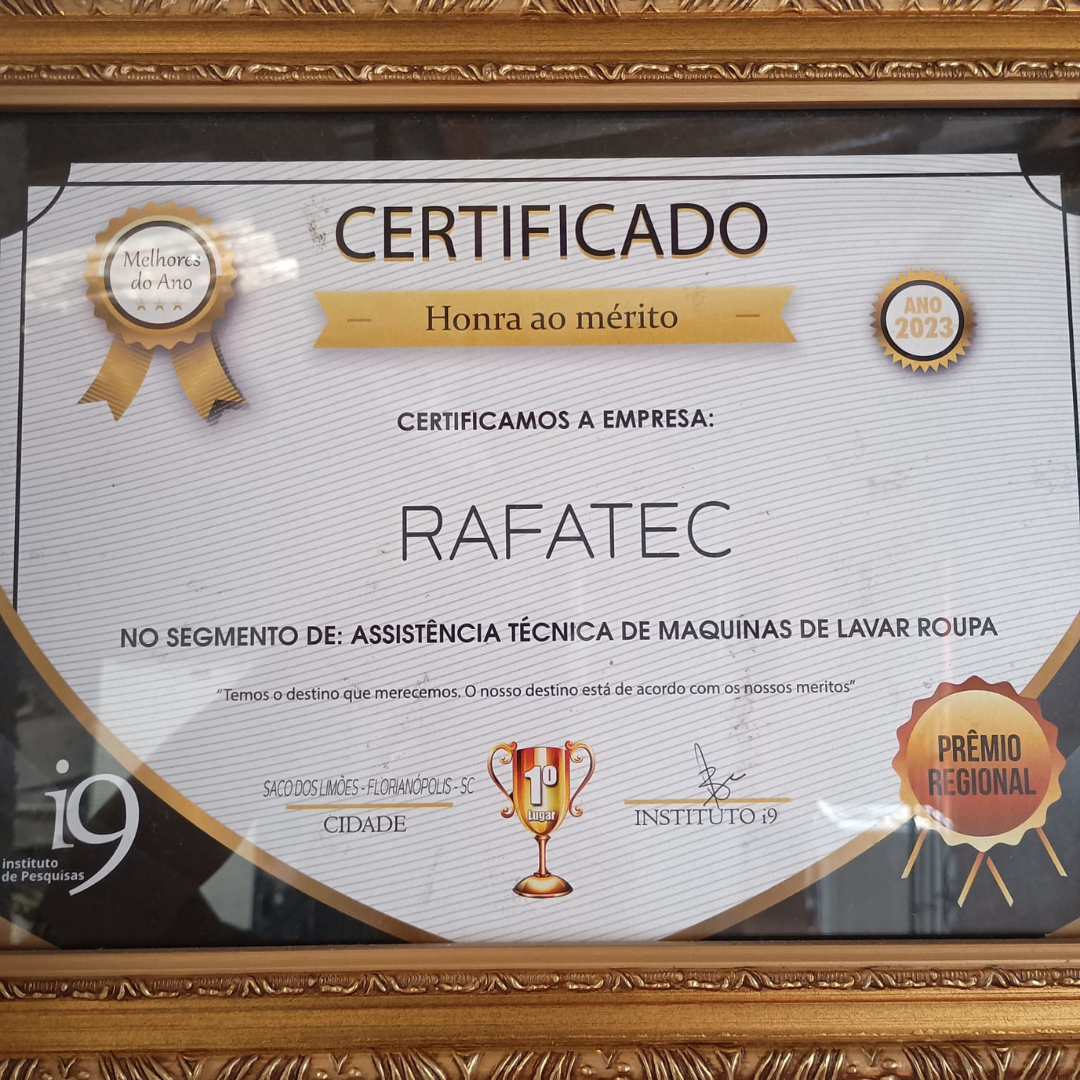 CERTIFICADO
Melhores
do Ano
Honra ao mérito
ANO
2023
CERTIFICAMOS A EMPRESA:
RAFATEC
NO SEGMENTO DE: ASSISTÊNCIA TÉCNICA DE MAQUINAS DE LAVAR ROUPA
“Temos o destino que merecemos. O nosso destino está de acordo com os nossos meritos”
PRÊMIO
REGIONAL
SACO DOS LIMÕES - FLORIANÓPOLIS - SC
CIDADE
1º
Lugar
INSTITUTO i9
i9
instituto
de Pesquisas